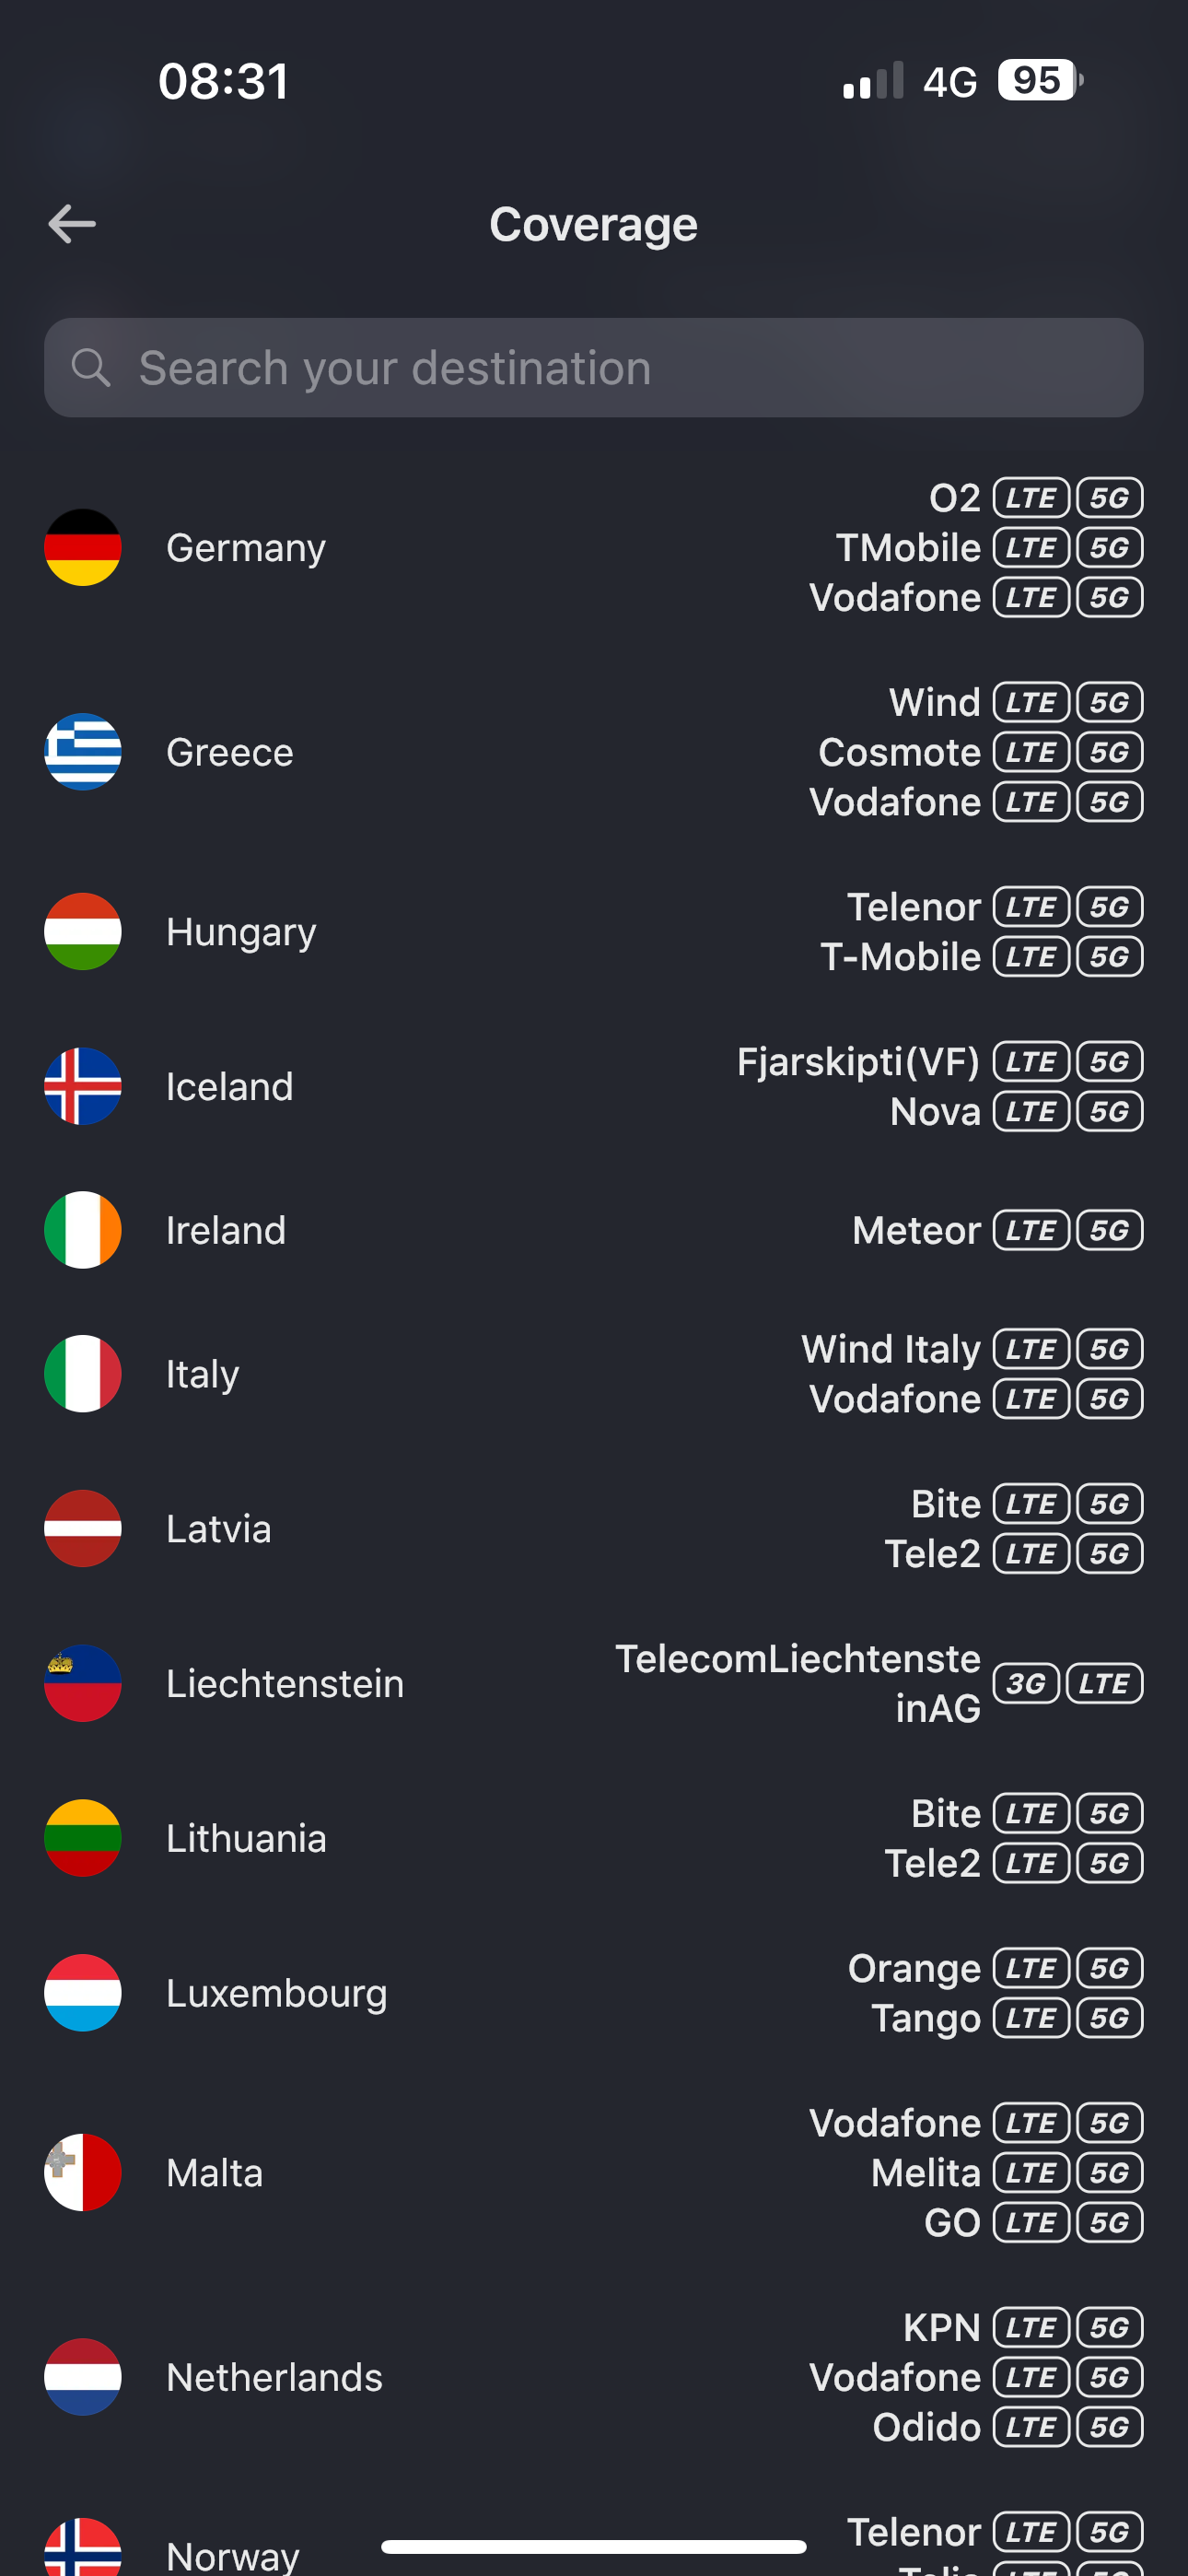 08:31 4G 95
Coverage
Search your destination
O2 LTE 5G
Germany TMobile LTE 5G
Vodafone LTE 5G
Wind LTE 5G
Greece Cosmote LTE 5G
Vodafone LTE 5G
Telenor LTE 5G
Hungary
T-Mobile LTE 5G
Fjarskipti(VF) LTE 5G
Iceland
Nova LTE 5G
Ireland Meteor LTE 5G
Wind Italy LTE 5G
Italy
Vodafone LTE 5G
Bite LTE 5G
Latvia
Tele2 LTE 5G
TelecomLiechtenste
Liechtenstein 3G LTE
inAG
Bite LTE 5G
Lithuania
Tele2 LTE 5G
Orange LTE 5G
Luxembourg
Tango LTE 5G
Vodafone LTE 5G
Malta Melita LTE 5G
GO LTE 5G
KPN LTE 5G
Netherlands Vodafone LTE 5G
Odido LTE 5G
Telenor LTE 5G
Norway